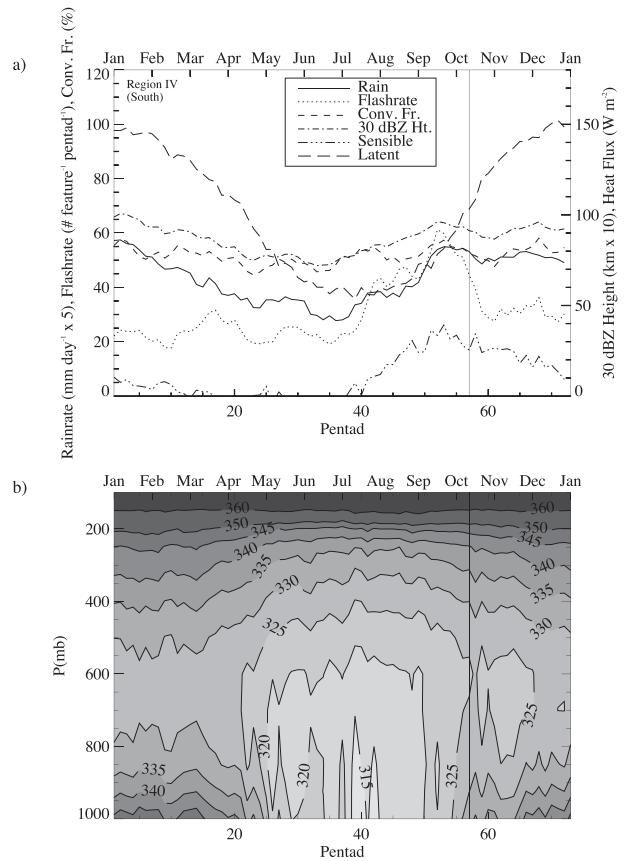 a)
Jan Feb Mar Apr May Jun Jul Aug Sep Oct Nov Dec Jan
Rainrate (mm day⁻¹ x 5), Flashrate (# feature⁻¹ pentad⁻¹), Conv. Fr. (%)
120
100
80
60
40
20
0
Region IV
(South)
Rain
Flashrate
Conv. Fr.
30 dBZ Ht.
Sensible
Latent
150
100
50
0
30 dBZ Height (km x 10), Heat Flux (W m⁻²)
20 40 60
Pentad
b)
Jan Feb Mar Apr May Jun Jul Aug Sep Oct Nov Dec Jan
P(mb)
200
400
600
800
1000
360 360
350 350
345 345
340 340
335 335
330 330
325
325
320
320
315
325
335
340
20 40 60
Pentad